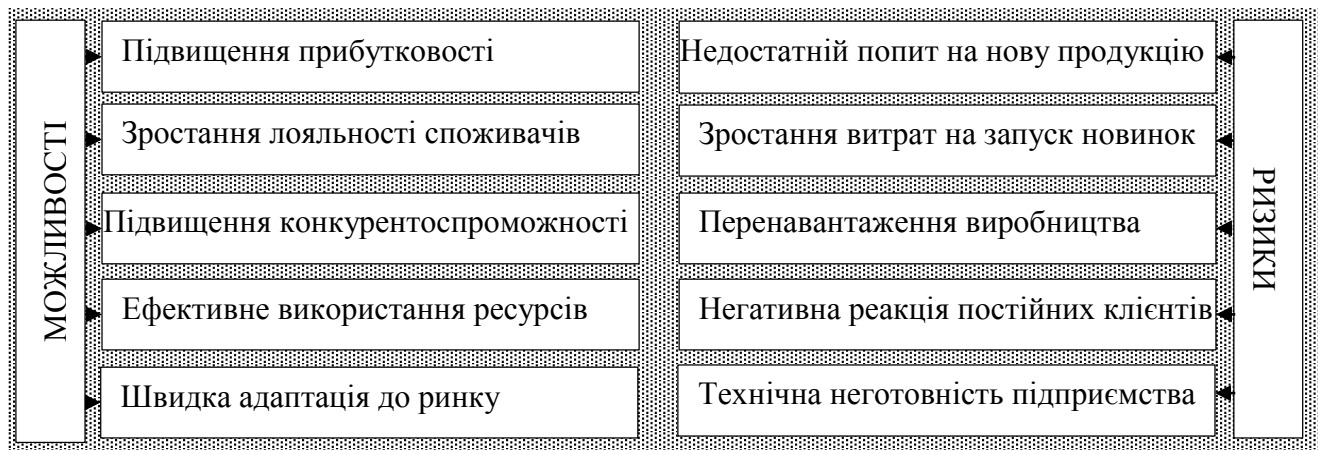 МОЖЛИВОСТІ
Підвищення прибутковості
Зростання лояльності споживачів
Підвищення конкурентоспроможності
Ефективне використання ресурсів
Швидка адаптація до ринку
Недостатній попит на нову продукцію
Зростання витрат на запуск новинок
Перенавантаження виробництва
Негативна реакція постійних клієнтів
Технічна неготовність підприємства
РИЗИКИ